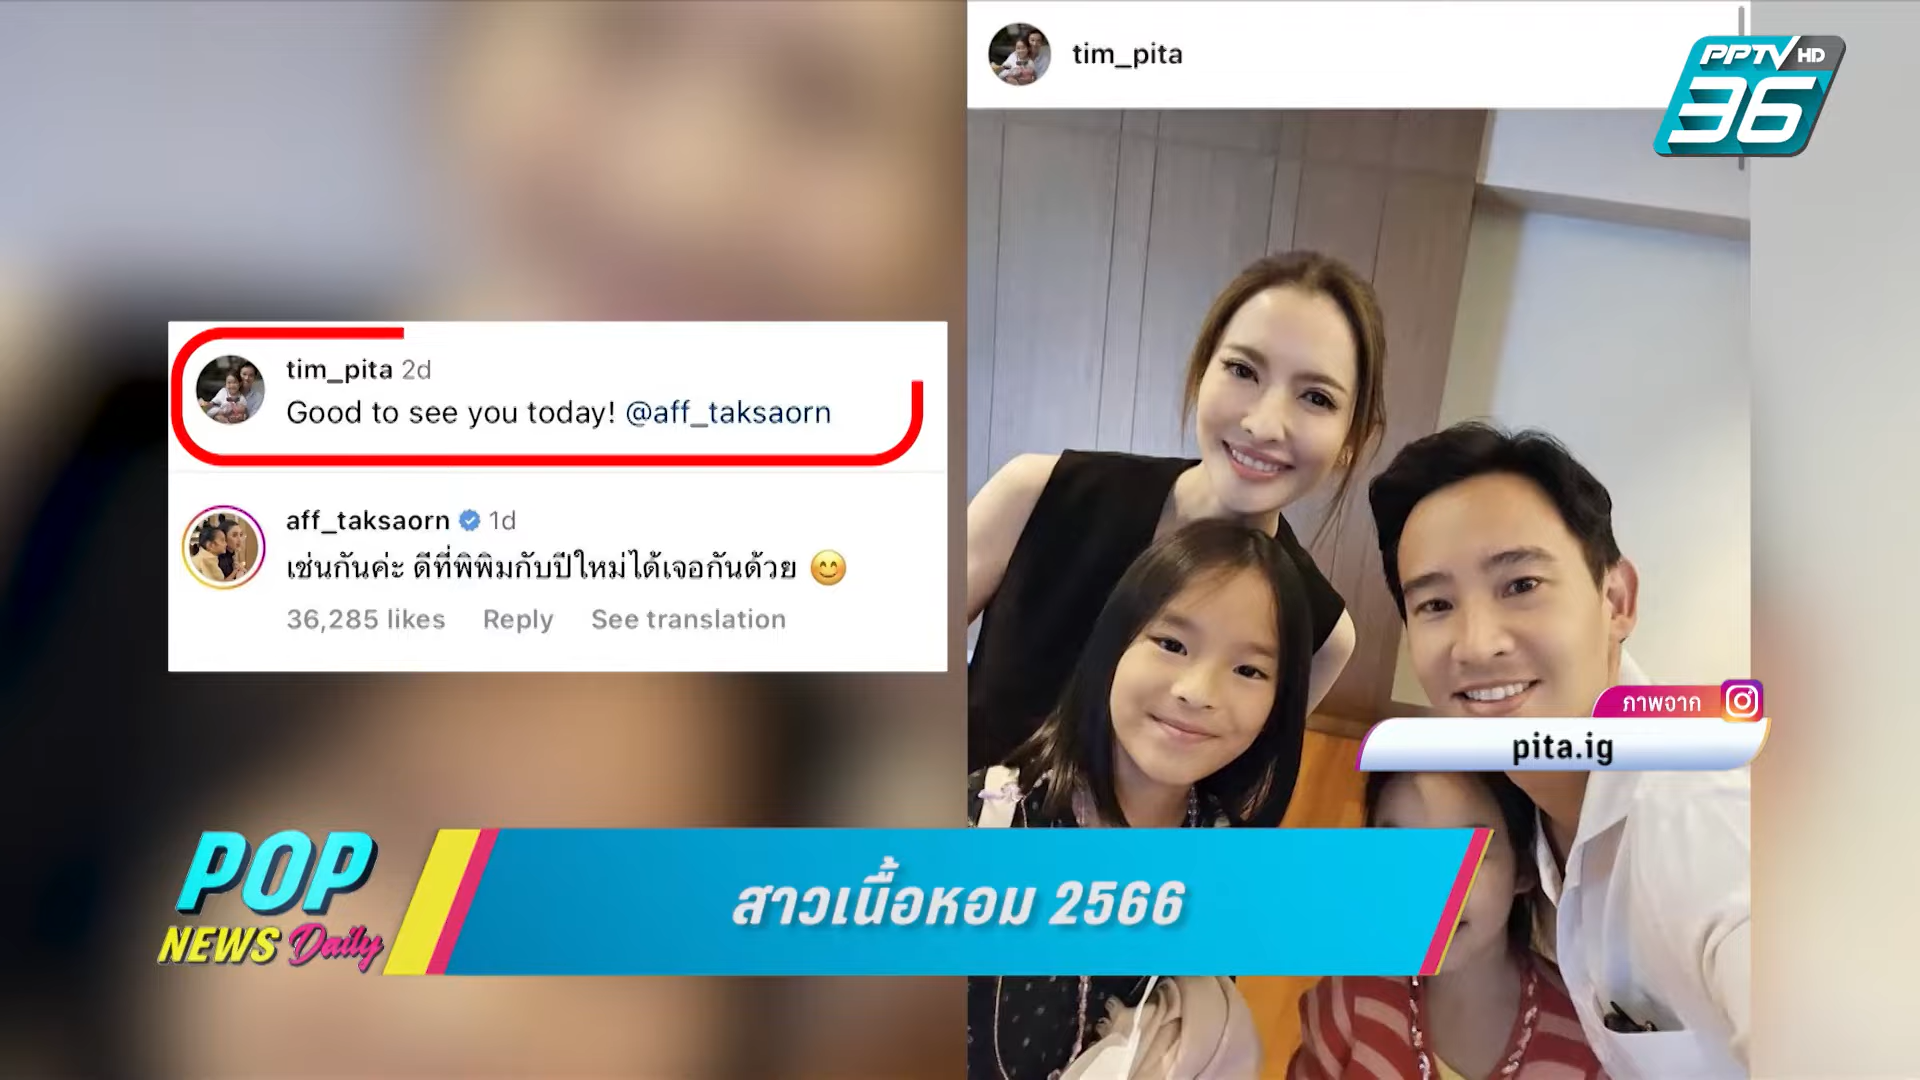 tim_pita
PPTV HD
36
tim_pita 2d
Good to see you today! @aff_taksaorn
aff_taksaorn 1d
เช่นกันค่ะ ดีที่พิพิมกับปีใหม่ได้เจอกันด้วย 😊
36,285 likes Reply See translation
ภาพจาก
pita.ig
POP
NEWS Daily
สาวเนื้อหอม 2566